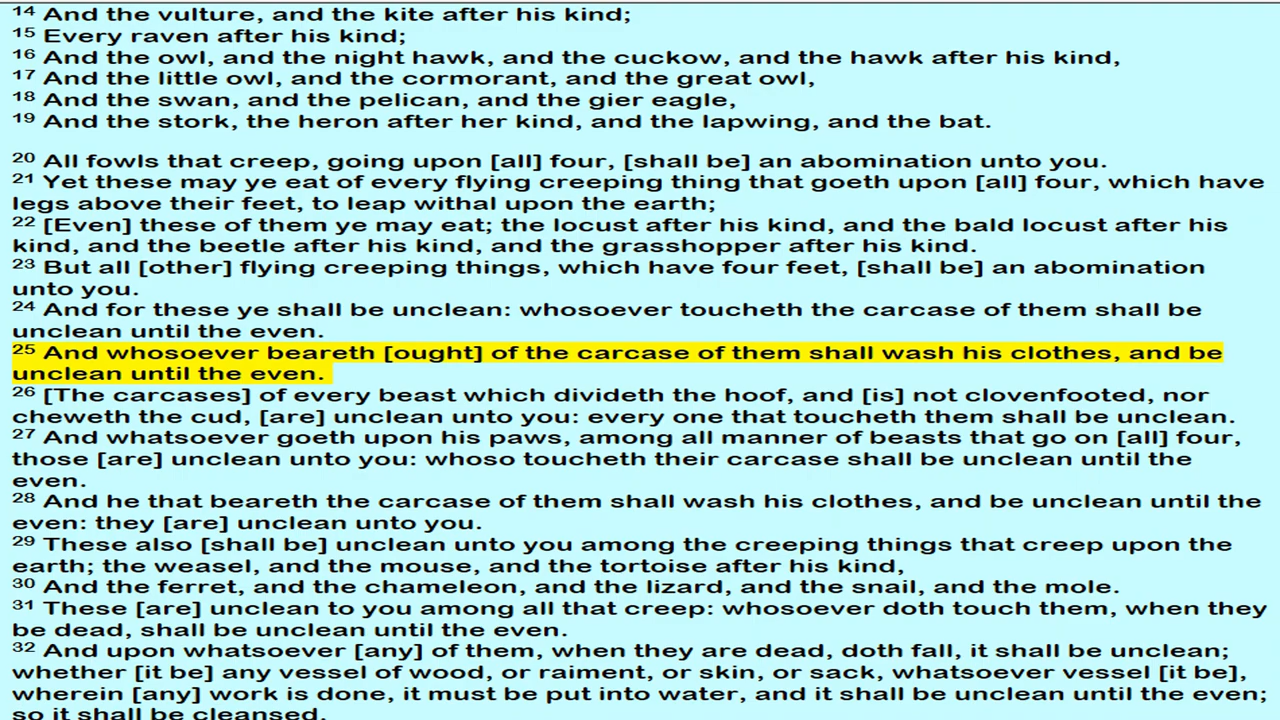 14 And the vulture, and the kite after his kind;
15 Every raven after his kind;
16 And the owl, and the night hawk, and the cuckow, and the hawk after his kind,
17 And the little owl, and the cormorant, and the great owl,
18 And the swan, and the pelican, and the gier eagle,
19 And the stork, the heron after her kind, and the lapwing, and the bat.
20 All fowls that creep, going upon [all] four, [shall be] an abomination unto you.
21 Yet these may ye eat of every flying creeping thing that goeth upon [all] four, which have
legs above their feet, to leap withal upon the earth;
22 [Even] these of them ye may eat; the locust after his kind, and the bald locust after his
kind, and the beetle after his kind, and the grasshopper after his kind.
23 But all [other] flying creeping things, which have four feet, [shall be] an abomination
unto you.
24 And for these ye shall be unclean: whosoever toucheth the carcase of them shall be
unclean until the even.
25 And whosoever beareth [ought] of the carcase of them shall wash his clothes, and be
unclean until the even.
26 [The carcases] of every beast which divideth the hoof, and [is] not clovenfooted, nor
cheweth the cud, [are] unclean unto you: every one that toucheth them shall be unclean.
27 And whatsoever goeth upon his paws, among all manner of beasts that go on [all] four,
those [are] unclean unto you: whoso toucheth their carcase shall be unclean until the
even.
28 And he that beareth the carcase of them shall wash his clothes, and be unclean until the
even: they [are] unclean unto you.
29 These also [shall be] unclean unto you among the creeping things that creep upon the
earth; the weasel, and the mouse, and the tortoise after his kind,
30 And the ferret, and the chameleon, and the lizard, and the snail, and the mole.
31 These [are] unclean to you among all that creep: whosoever doth touch them, when they
be dead, shall be unclean until the even.
32 And upon whatsoever [any] of them, when they are dead, doth fall, it shall be unclean;
whether [it be] any vessel of wood, or raiment, or skin, or sack, whatsoever vessel [it be],
wherein [any] work is done, it must be put into water, and it shall be unclean until the even;
so it shall be cleansed.